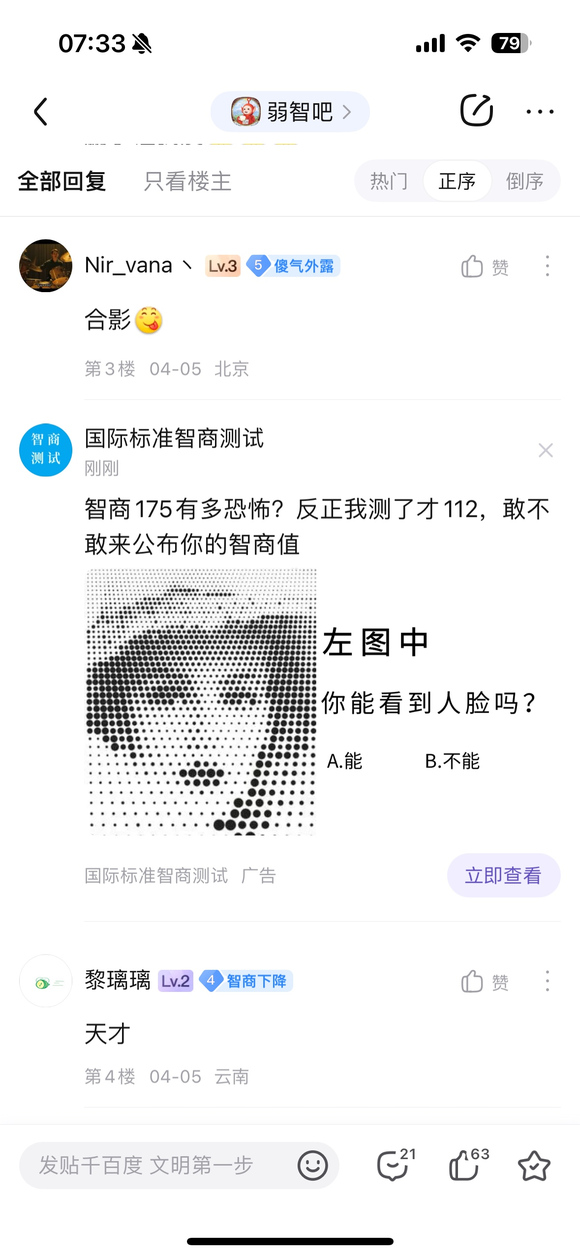 07:33
79
弱智吧
全部回复
只看楼主
热门
正序
倒序
Nir_vana丶
Lv.3
5
傻气外露
赞
合影😋
第3楼 04-05 北京
智商
测试
国际标准智商测试
刚刚
智商175有多恐怖？反正我测了才112，敢不
敢来公布你的智商值
左图中
你能看到人脸吗？
A.能
B.不能
国际标准智商测试 广告
立即查看
黎璃璃
Lv.2
4
智商下降
赞
天才
第4楼 04-05 云南
发贴千百度 文明第一步
21
63